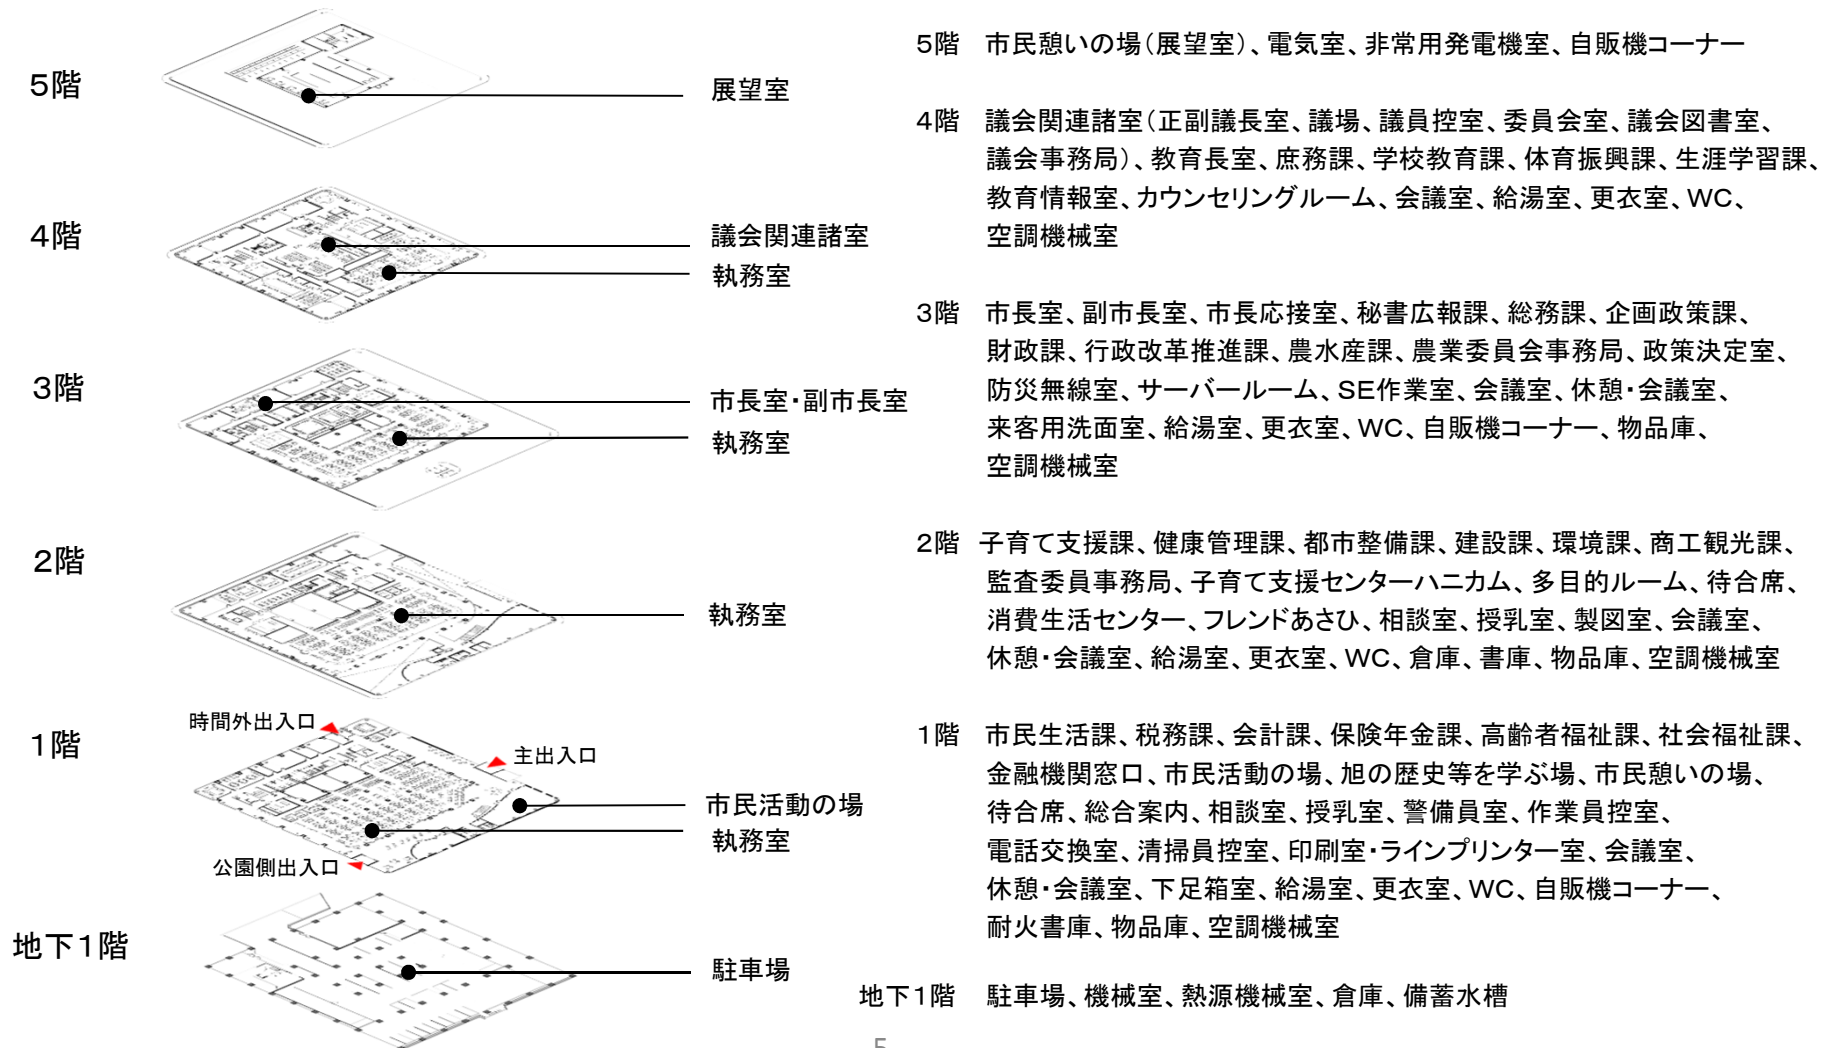 5階
展望室
4階
議会関連諸室
執務室
3階
市長室・副市長室
執務室
2階
執務室
時間外出入口
1階
主出入口
市民活動の場
執務室
公園側出入口
地下1階
駐車場
5階 市民憩いの場(展望室)、電気室、非常用発電機室、自販機コーナー
4階 議会関連諸室(正副議長室、議場、議員控室、委員会室、議会図書室、
議会事務局)、教育長室、庶務課、学校教育課、体育振興課、生涯学習課、
教育情報室、カウンセリングルーム、会議室、給湯室、更衣室、WC、
空調機械室
3階 市長室、副市長室、市長応接室、秘書広報課、総務課、企画政策課、
財政課、行政改革推進課、農水産課、農業委員会事務局、政策決定室、
防災無線室、サーバールーム、SE作業室、会議室、休憩・会議室、
来客用洗面室、給湯室、更衣室、WC、自販機コーナー、物品庫、
空調機械室
2階 子育て支援課、健康管理課、都市整備課、建設課、環境課、商工観光課、
監査委員事務局、子育て支援センターハニカム、多目的ルーム、待合席、
消費生活センター、フレンドあさひ、相談室、授乳室、製図室、会議室、
休憩・会議室、給湯室、更衣室、WC、倉庫、書庫、物品庫、空調機械室
1階 市民生活課、税務課、会計課、保険年金課、高齢者福祉課、社会福祉課、
金融機関窓口、市民活動の場、旭の歴史等を学ぶ場、市民憩いの場、
待合席、総合案内、相談室、授乳室、警備員室、作業員控室、
電話交換室、清掃員控室、印刷室・ラインプリンター室、会議室、
休憩・会議室、下足箱室、給湯室、更衣室、WC、自販機コーナー、
耐火書庫、物品庫、空調機械室
地下1階 駐車場、機械室、熱源機械室、倉庫、備蓄水槽
5